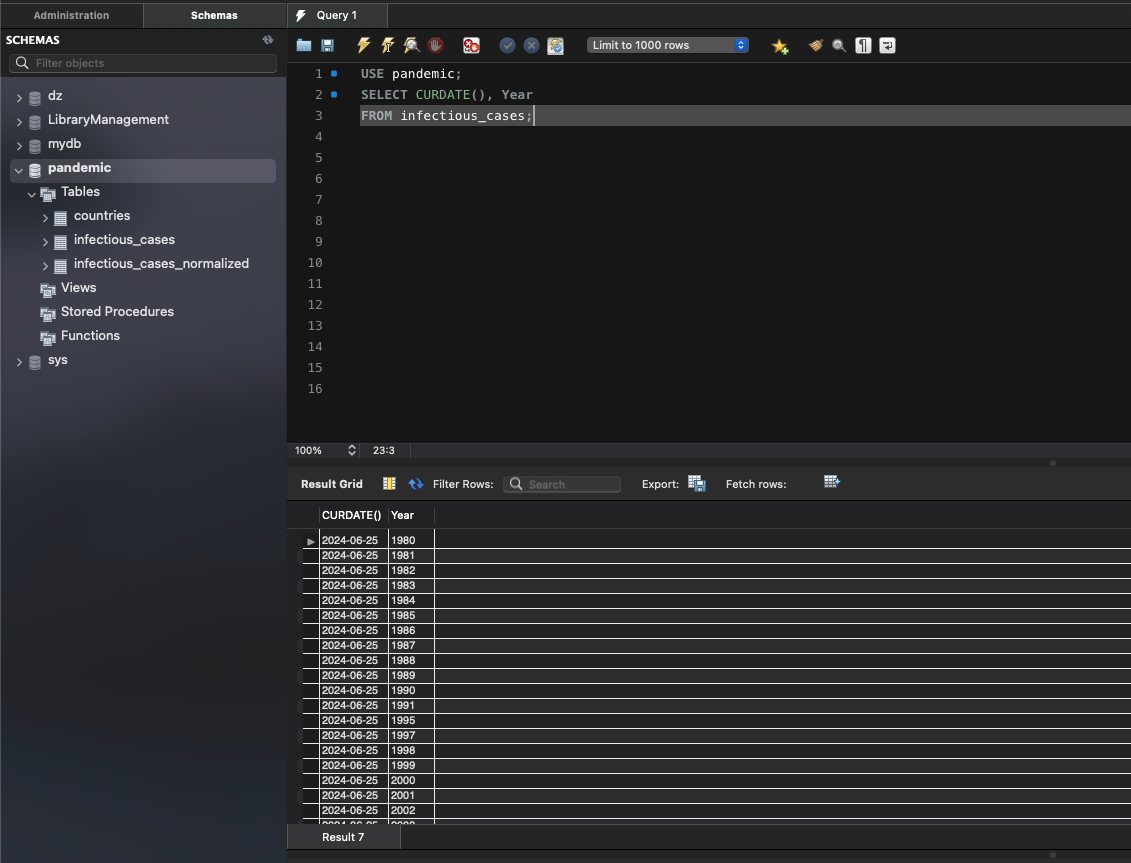 Administration
Schemas
Query 1
SCHEMAS
Filter objects
dz
LibraryManagement
mydb
pandemic
Tables
countries
infectious_cases
infectious_cases_normalized
Views
Stored Procedures
Functions
sys
Limit to 1000 rows
1 USE pandemic;
2 SELECT CURDATE(), Year
3 FROM infectious_cases;
4
5
6
7
8
9
10
11
12
13
14
15
16
100% 23:3
Result Grid Filter Rows: Search Export: Fetch rows:
CURDATE() Year
2024-06-25 1980
2024-06-25 1981
2024-06-25 1982
2024-06-25 1983
2024-06-25 1984
2024-06-25 1985
2024-06-25 1986
2024-06-25 1987
2024-06-25 1988
2024-06-25 1989
2024-06-25 1990
2024-06-25 1991
2024-06-25 1995
2024-06-25 1997
2024-06-25 1998
2024-06-25 1999
2024-06-25 2000
2024-06-25 2001
2024-06-25 2002
Result 7